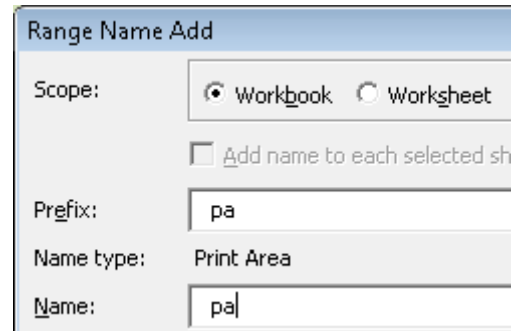 Range Name Add
Scope: Workbook Worksheet
Add name to each selected sh
Prefix: pa
Name type: Print Area
Name: pa